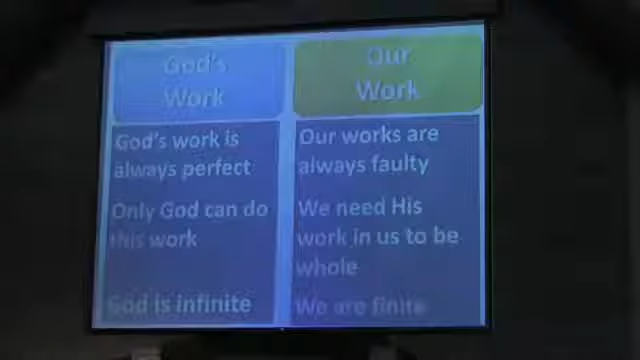 God's
Work
Our
Work
God's work is
always perfect
Our works are
always faulty
Only God can do
this work
We need His
work in us to be
whole
God is infinite
We are finite